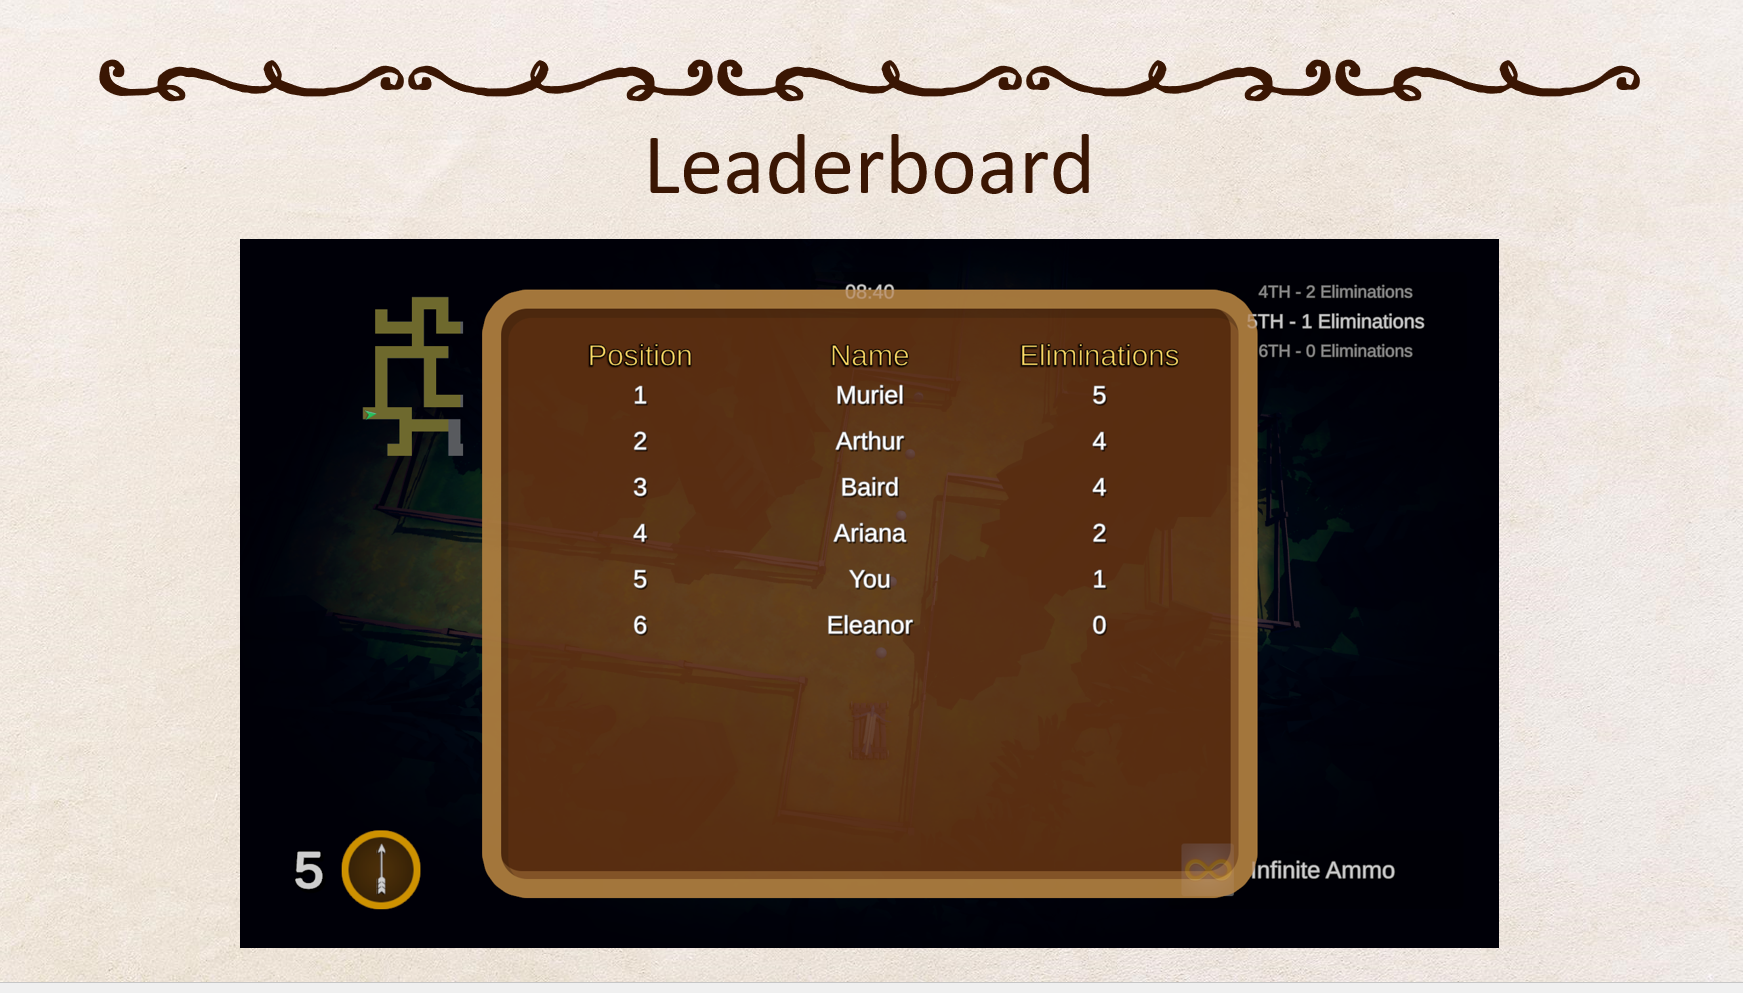 Leaderboard
08:40
4TH - 2 Eliminations
5TH - 1 Eliminations
6TH - 0 Eliminations
Position Name Eliminations
1 Muriel 5
2 Arthur 4
3 Baird 4
4 Ariana 2
5 You 1
6 Eleanor 0
5
Infinite Ammo